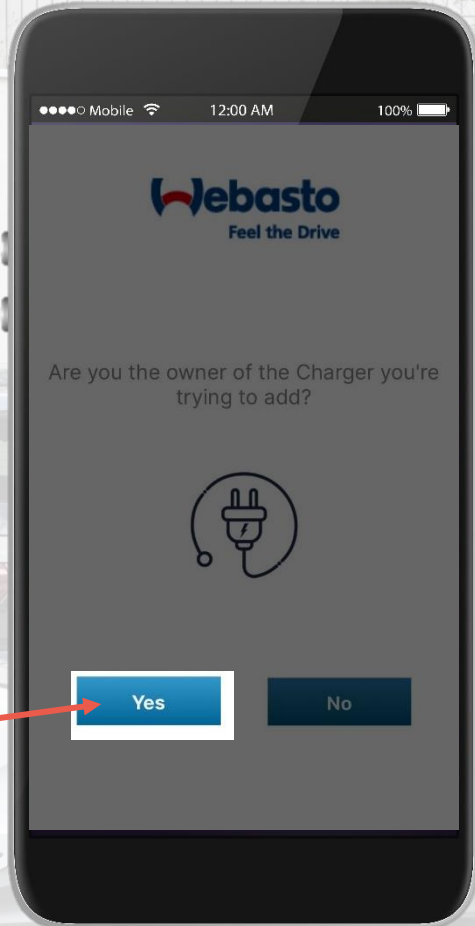 Mobile 12:00 AM 100%
Webasto
Feel the Drive
Are you the owner of the Charger you're
trying to add?
Yes No